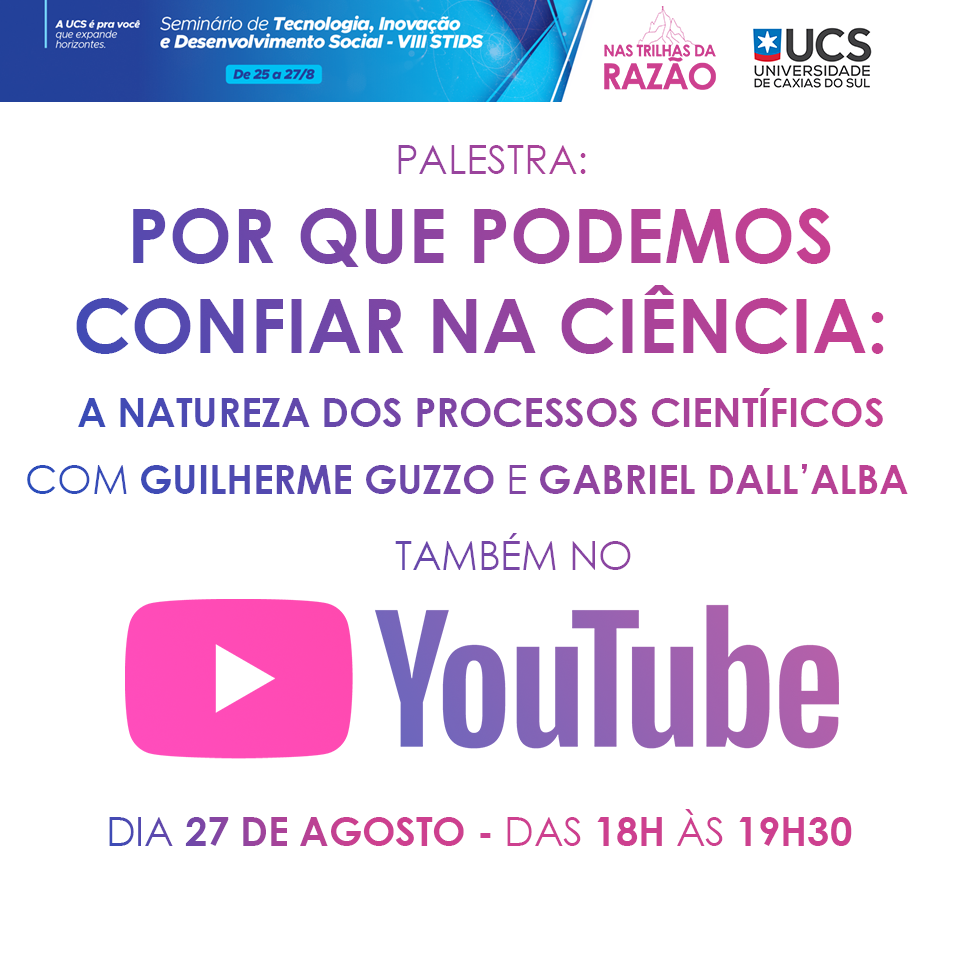 A UCS é pra você
que expande
horizontes.
Seminário de Tecnologia, Inovação
e Desenvolvimento Social - VIII STIDS
De 25 a 27/8
NAS TRILHAS DA
RAZÃO
UCS
UNIVERSIDADE
DE CAXIAS DO SUL
PALESTRA:
POR QUE PODEMOS
CONFIAR NA CIÊNCIA:
A NATUREZA DOS PROCESSOS CIENTÍFICOS
COM GUILHERME GUZZO E GABRIEL DALL'ALBA
TAMBÉM NO
YouTube
DIA 27 DE AGOSTO - DAS 18H ÀS 19H30